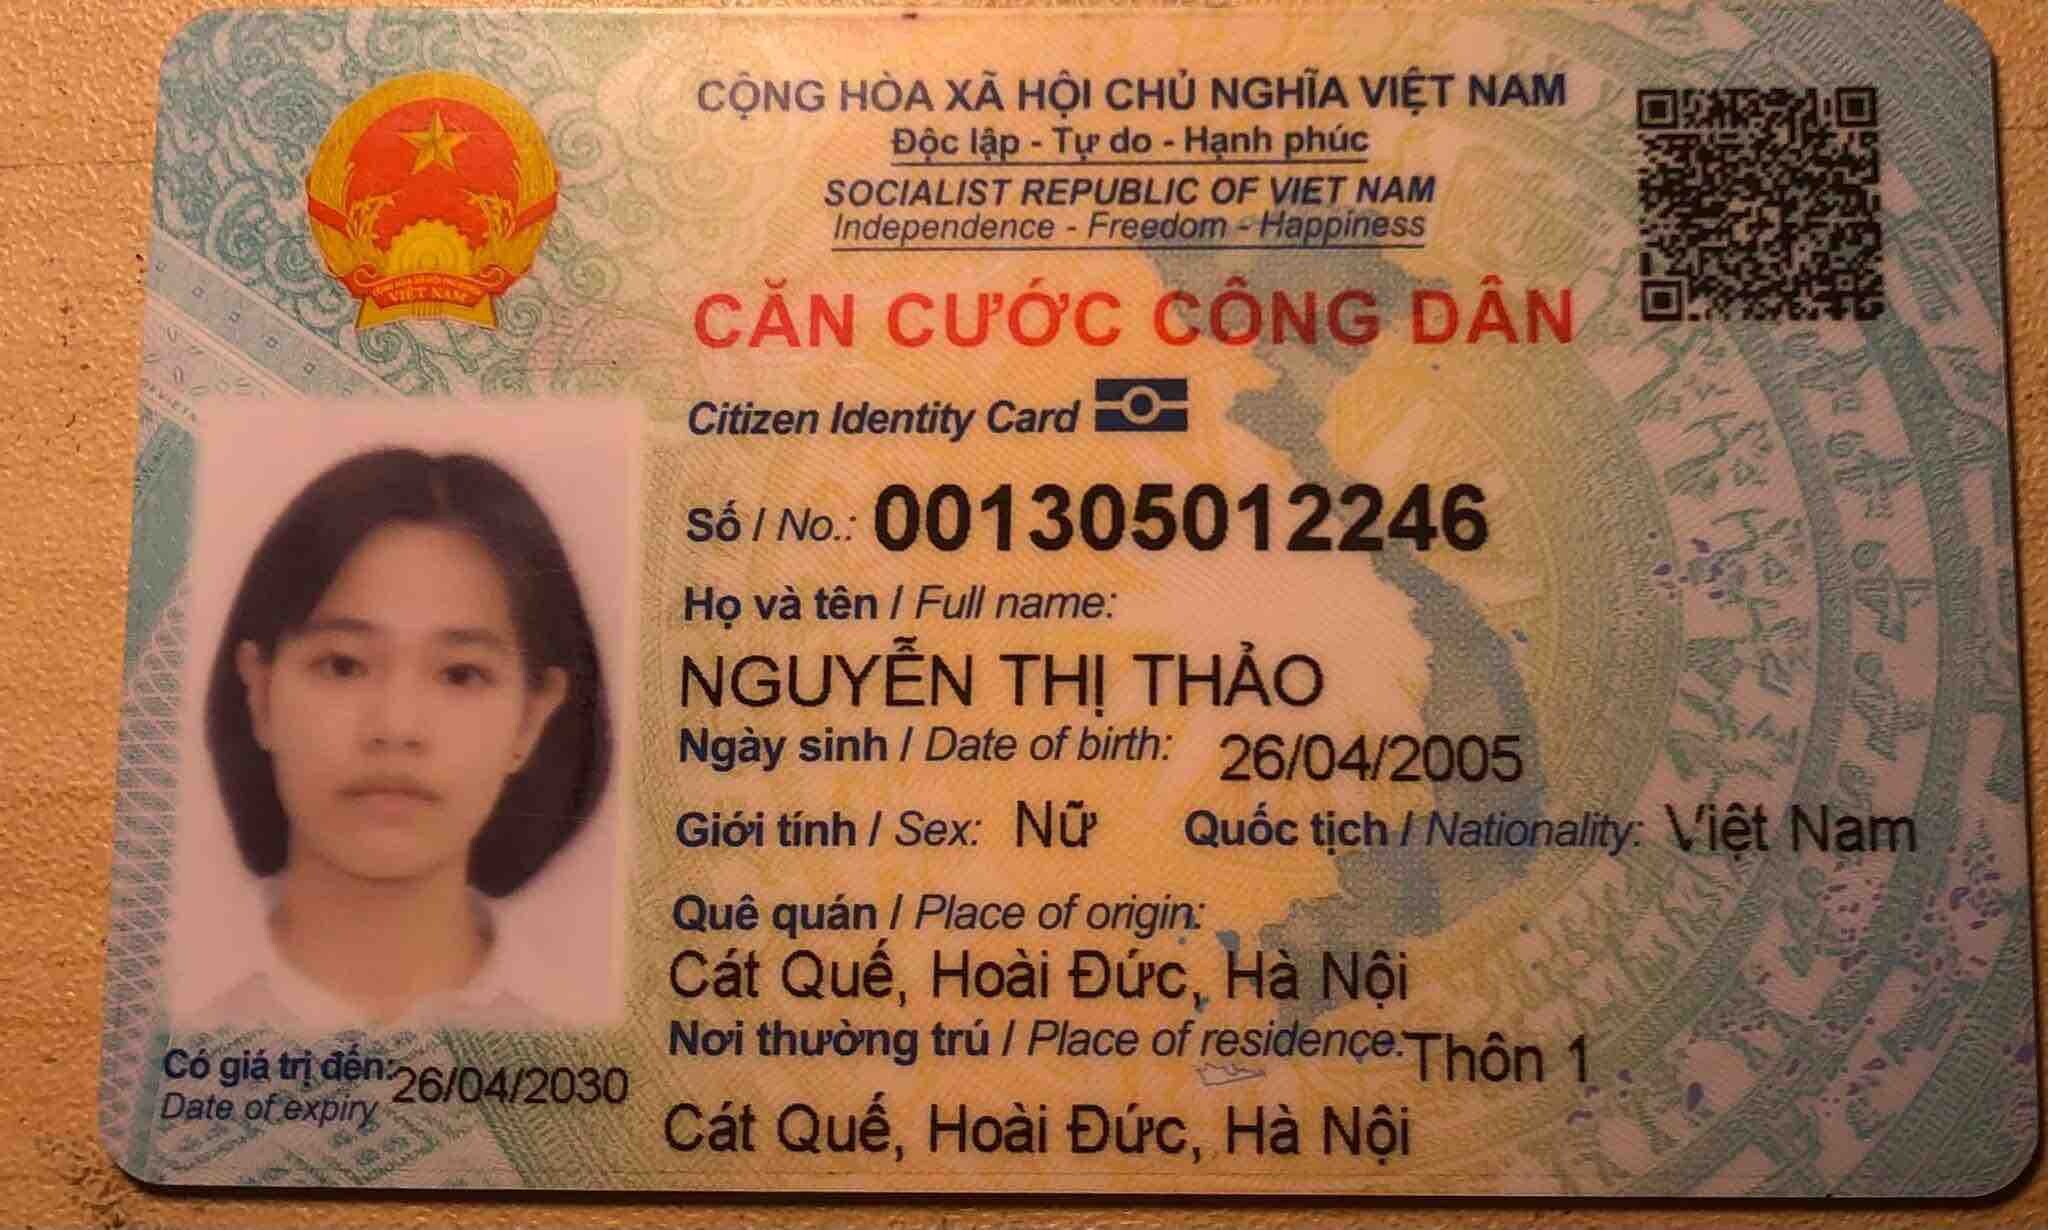 CỘNG HÒA XÃ HỘI CHỦ NGHĨA VIỆT NAM
Độc lập - Tự do - Hạnh phúc
SOCIALIST REPUBLIC OF VIET NAM
Independence - Freedom - Happiness
CĂN CƯỚC CÔNG DÂN
Citizen Identity Card
Số / No.: 001305012246
Họ và tên / Full name:
NGUYỄN THỊ THẢO
Ngày sinh / Date of birth: 26/04/2005
Giới tính / Sex: Nữ Quốc tịch / Nationality: Việt Nam
Quê quán / Place of origin:
Cát Quế, Hoài Đức, Hà Nội
Nơi thường trú / Place of residence: Thôn 1
Cát Quế, Hoài Đức, Hà Nội
Có giá trị đến: 26/04/2030
Date of expiry
VIỆT NAM